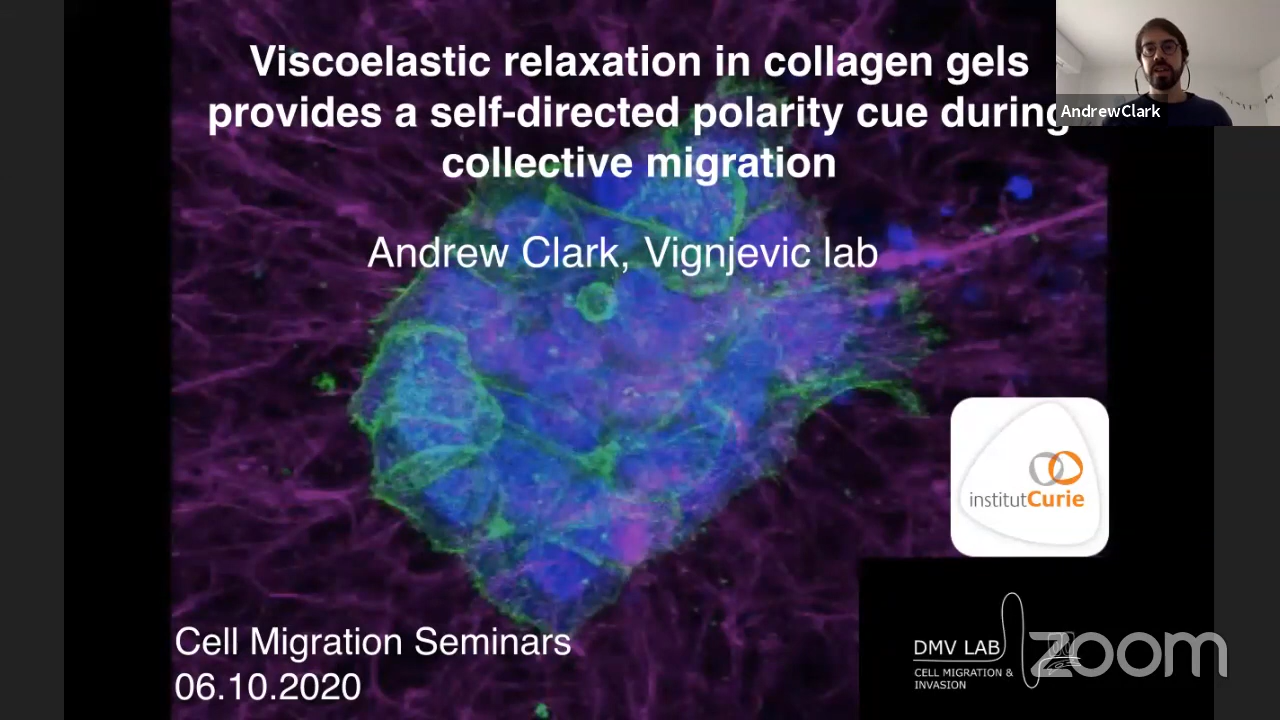 Viscoelastic relaxation in collagen gels
provides a self-directed polarity cue during
collective migration
AndrewClark
Andrew Clark, Vignjevic lab
institutCurie
Cell Migration Seminars
06.10.2020
DMV LAB
CELL MIGRATION &
INVASION
zoom